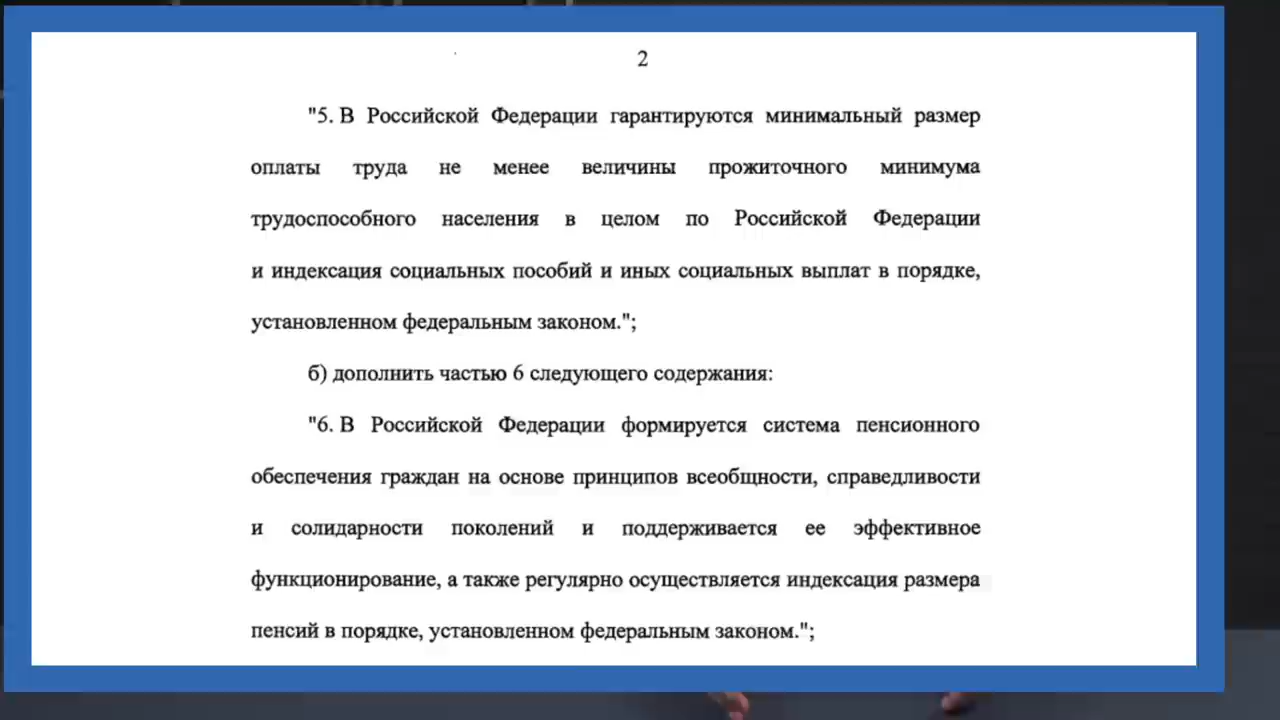 2
"5. В Российской Федерации гарантируются минимальный размер
оплаты труда не менее величины прожиточного минимума
трудоспособного населения в целом по Российской Федерации
и индексация социальных пособий и иных социальных выплат в порядке,
установленном федеральным законом.";
б) дополнить частью 6 следующего содержания:
"6. В Российской Федерации формируется система пенсионного
обеспечения граждан на основе принципов всеобщности, справедливости
и солидарности поколений и поддерживается ее эффективное
функционирование, а также регулярно осуществляется индексация размера
пенсий в порядке, установленном федеральным законом.";